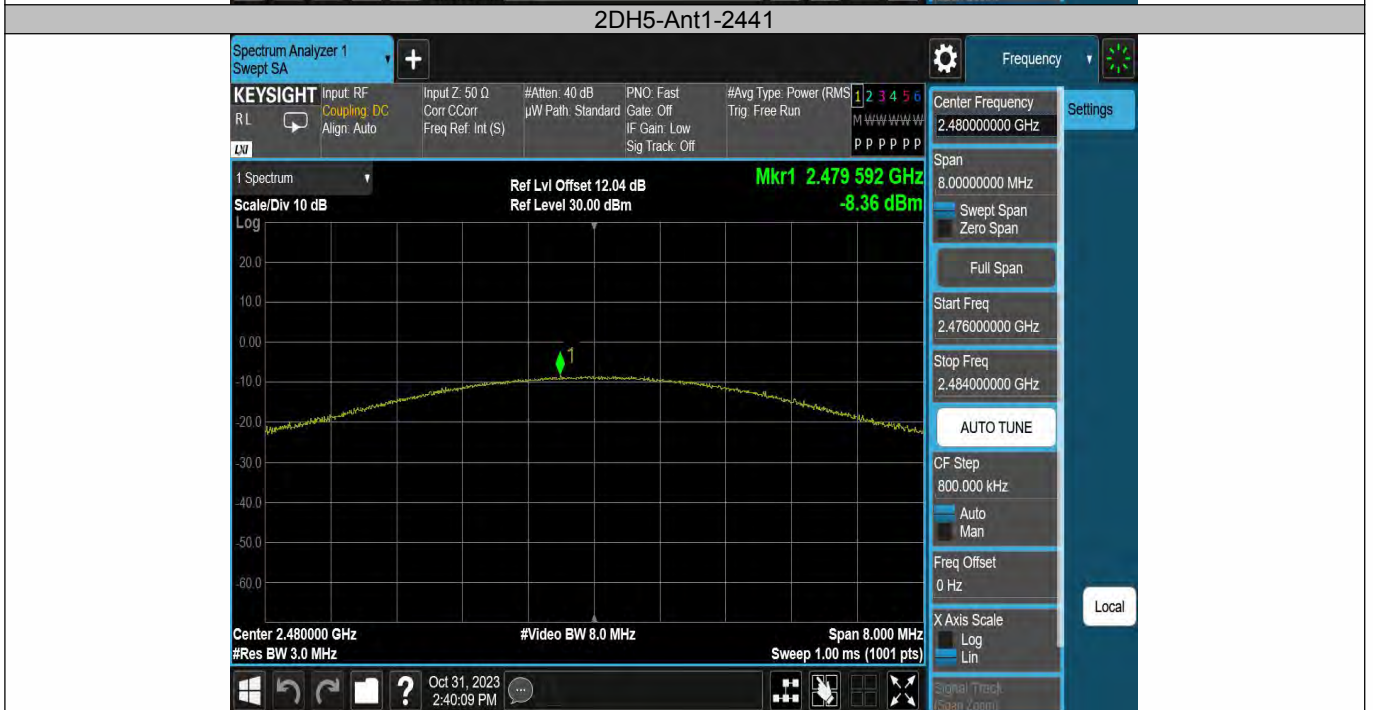 2DH5-Ant1-2441
Spectrum Analyzer 1
Swept SA
+
Frequency
KEYSIGHT
RL
LXI
Input: RF
Coupling: DC
Align: Auto
Input Z: 50 Ω
Corr CCorr
Freq Ref: Int (S)
#Atten: 40 dB
µW Path: Standard
PNO: Fast
Gate: Off
IF Gain: Low
Sig Track: Off
#Avg Type: Power (RMS
Trig: Free Run
1 2 3 4 5 6
M W W W W W
P P P P P P
1 Spectrum
Scale/Div 10 dB
Log
Ref Lvl Offset 12.04 dB
Ref Level 30.00 dBm
Mkr1 2.479 592 GHz
-8.36 dBm
20.0
10.0
0.00
-10.0
-20.0
-30.0
-40.0
-50.0
-60.0
1
Center 2.480000 GHz
#Res BW 3.0 MHz
#Video BW 8.0 MHz
Span 8.000 MHz
Sweep 1.00 ms (1001 pts)
Center Frequency
2.480000000 GHz
Settings
Span
8.00000000 MHz
Swept Span
Zero Span
Full Span
Start Freq
2.476000000 GHz
Stop Freq
2.484000000 GHz
AUTO TUNE
CF Step
800.000 kHz
Auto
Man
Freq Offset
0 Hz
X Axis Scale
Log
Lin
Local
Signal Track
(Span Zoom)
?
Oct 31, 2023
2:40:09 PM